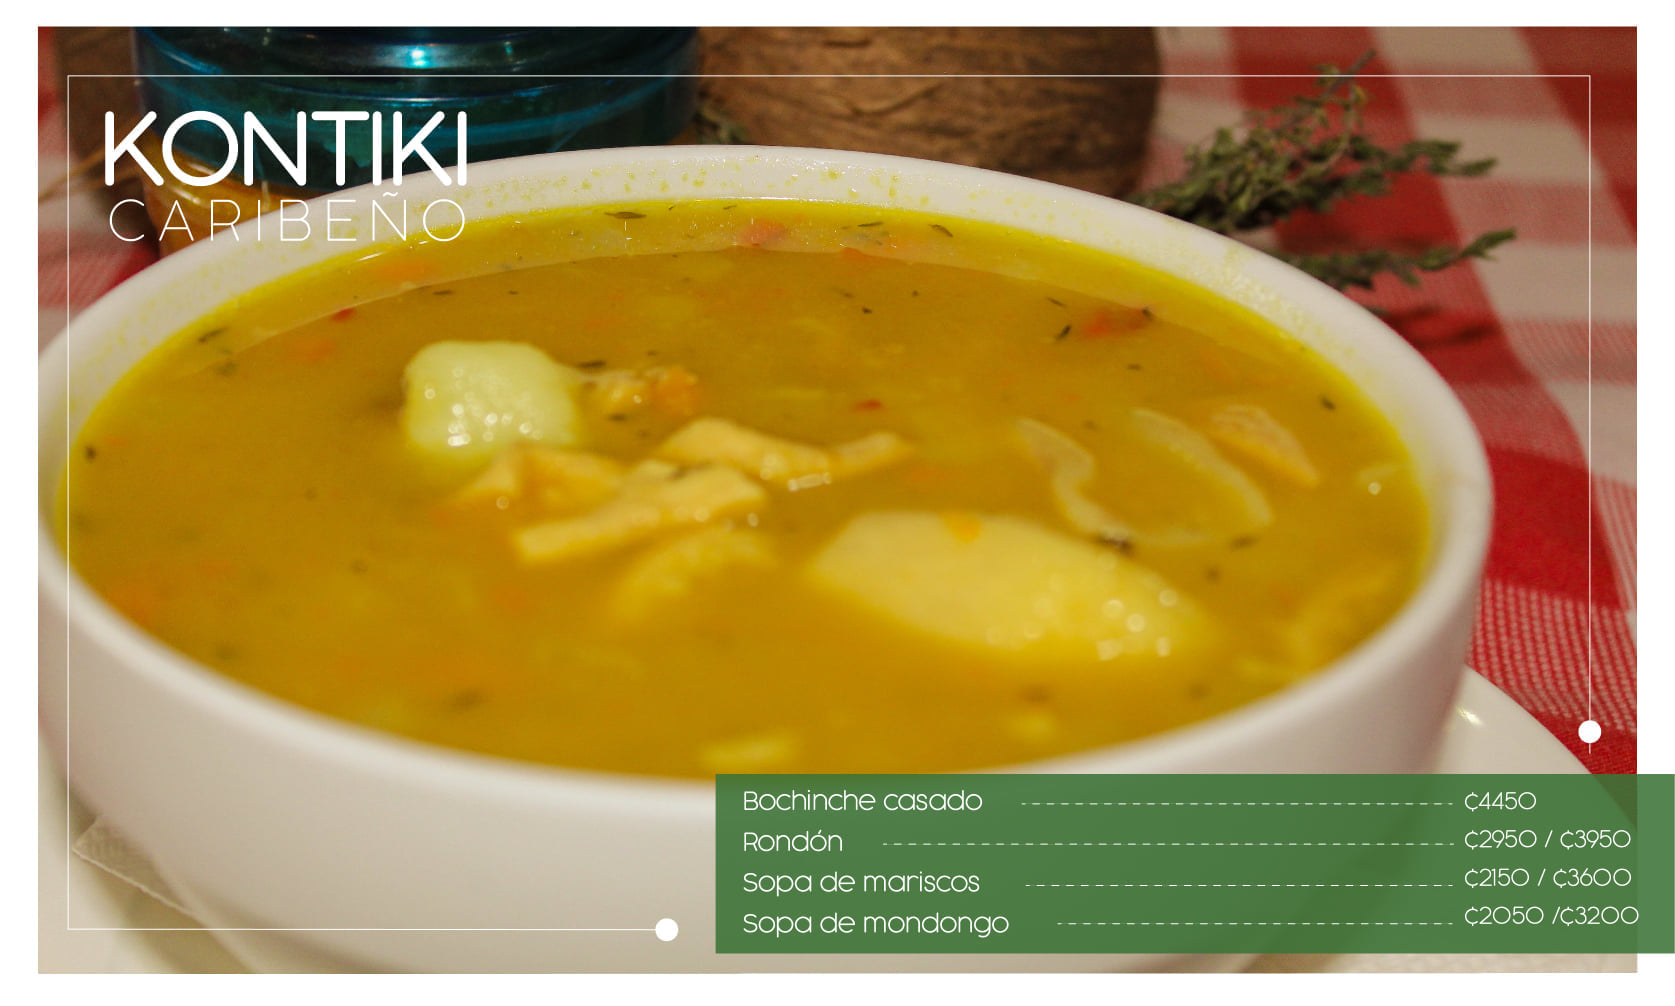 KONTIKI
CARIBEÑO
Bochinche casado ₡4450
Rondón ₡2950 / ₡3950
Sopa de mariscos ₡2150 / ₡3600
Sopa de mondongo ₡2050 /₡3200